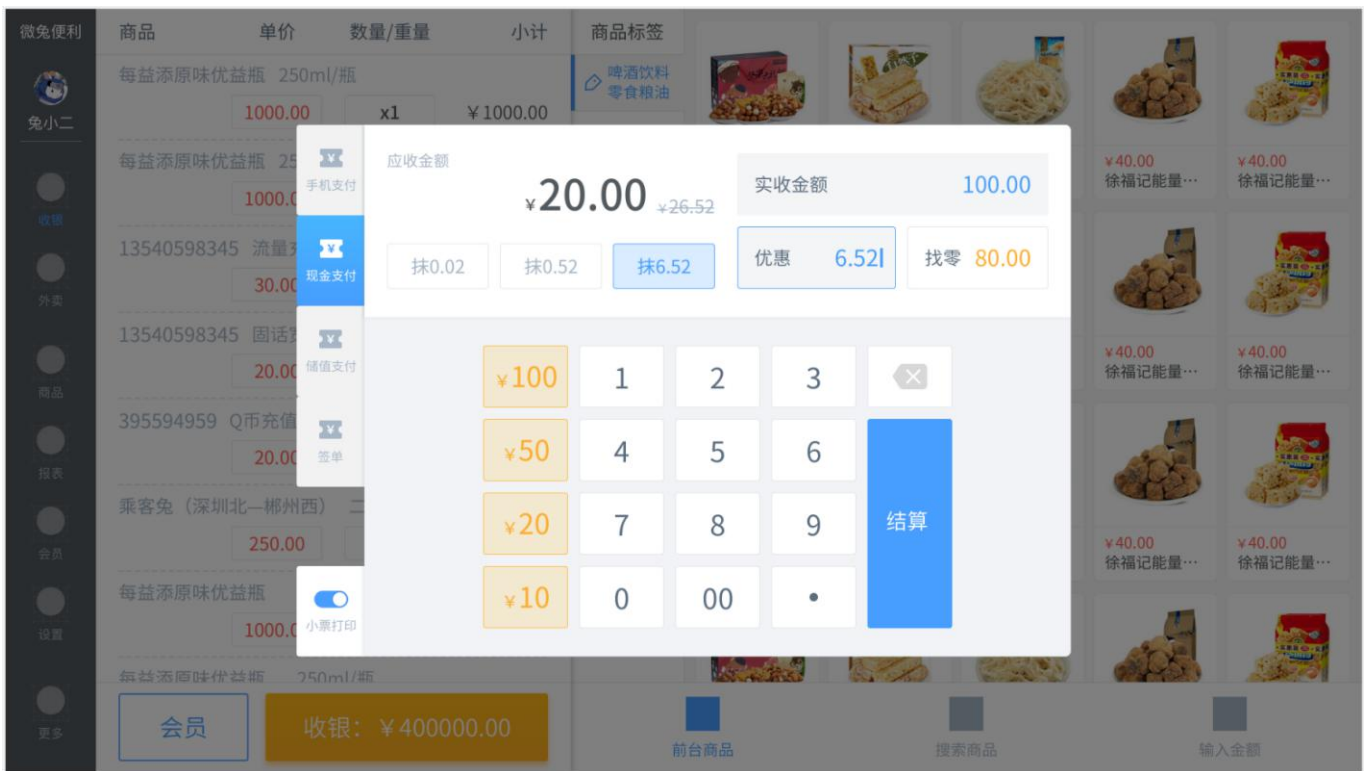 微兔便利
兔小二
收银
外卖
商品
报表
会员
设置
更多
商品 单价 数量/重量 小计
每益添原味优益瓶 250ml/瓶
1000.00 x1 ￥1000.00
每益添原味优益瓶 25
1000.0
13540598345 流量
30.00
13540598345 固话
20.00
395594959 Q币充值
20.00
乘客兔（深圳北—郴州西） 二
250.00
每益添原味优益瓶
1000.0
每益添原味优益瓶 250ml/瓶
会员
收银：￥400000.00
商品标签
啤酒饮料
零食粮油
手机支付
现金支付
储值支付
签单
小票打印
应收金额
¥20.00 ¥26.52
抹0.02 抹0.52 抹6.52
实收金额 100.00
优惠 6.52
找零 80.00
¥100 1 2 3
¥50 4 5 6
¥20 7 8 9
¥10 0 00 •
结算
¥40.00 ¥40.00
徐福记能量… 徐福记能量…
¥40.00 ¥40.00
徐福记能量… 徐福记能量…
¥40.00 ¥40.00
徐福记能量… 徐福记能量…
前台商品
搜索商品
输入金额